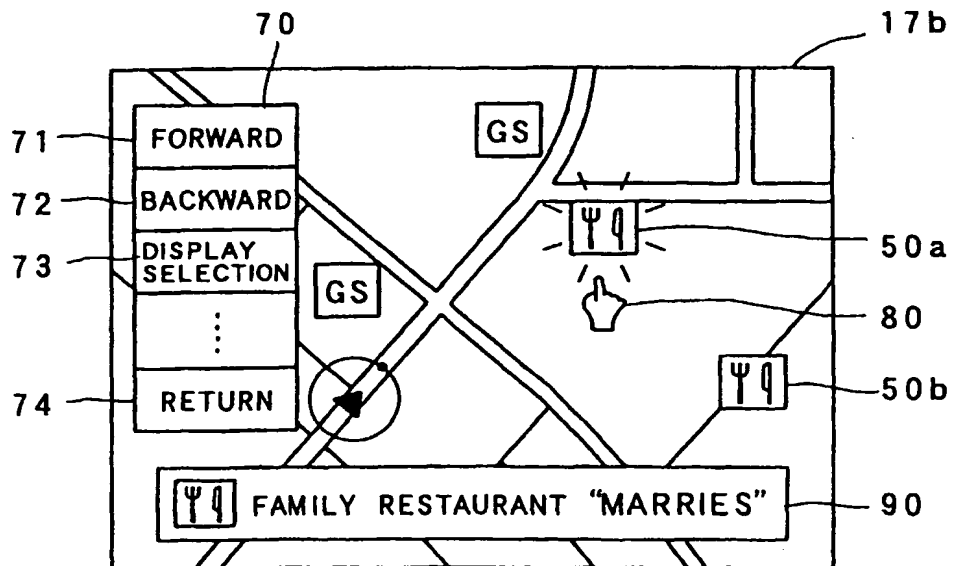 70
17b
71
FORWARD
GS
72
BACKWARD
73
DISPLAY
SELECTION
GS
50a
80
50b
74
RETURN
FAMILY RESTAURANT "MARRIES"
90